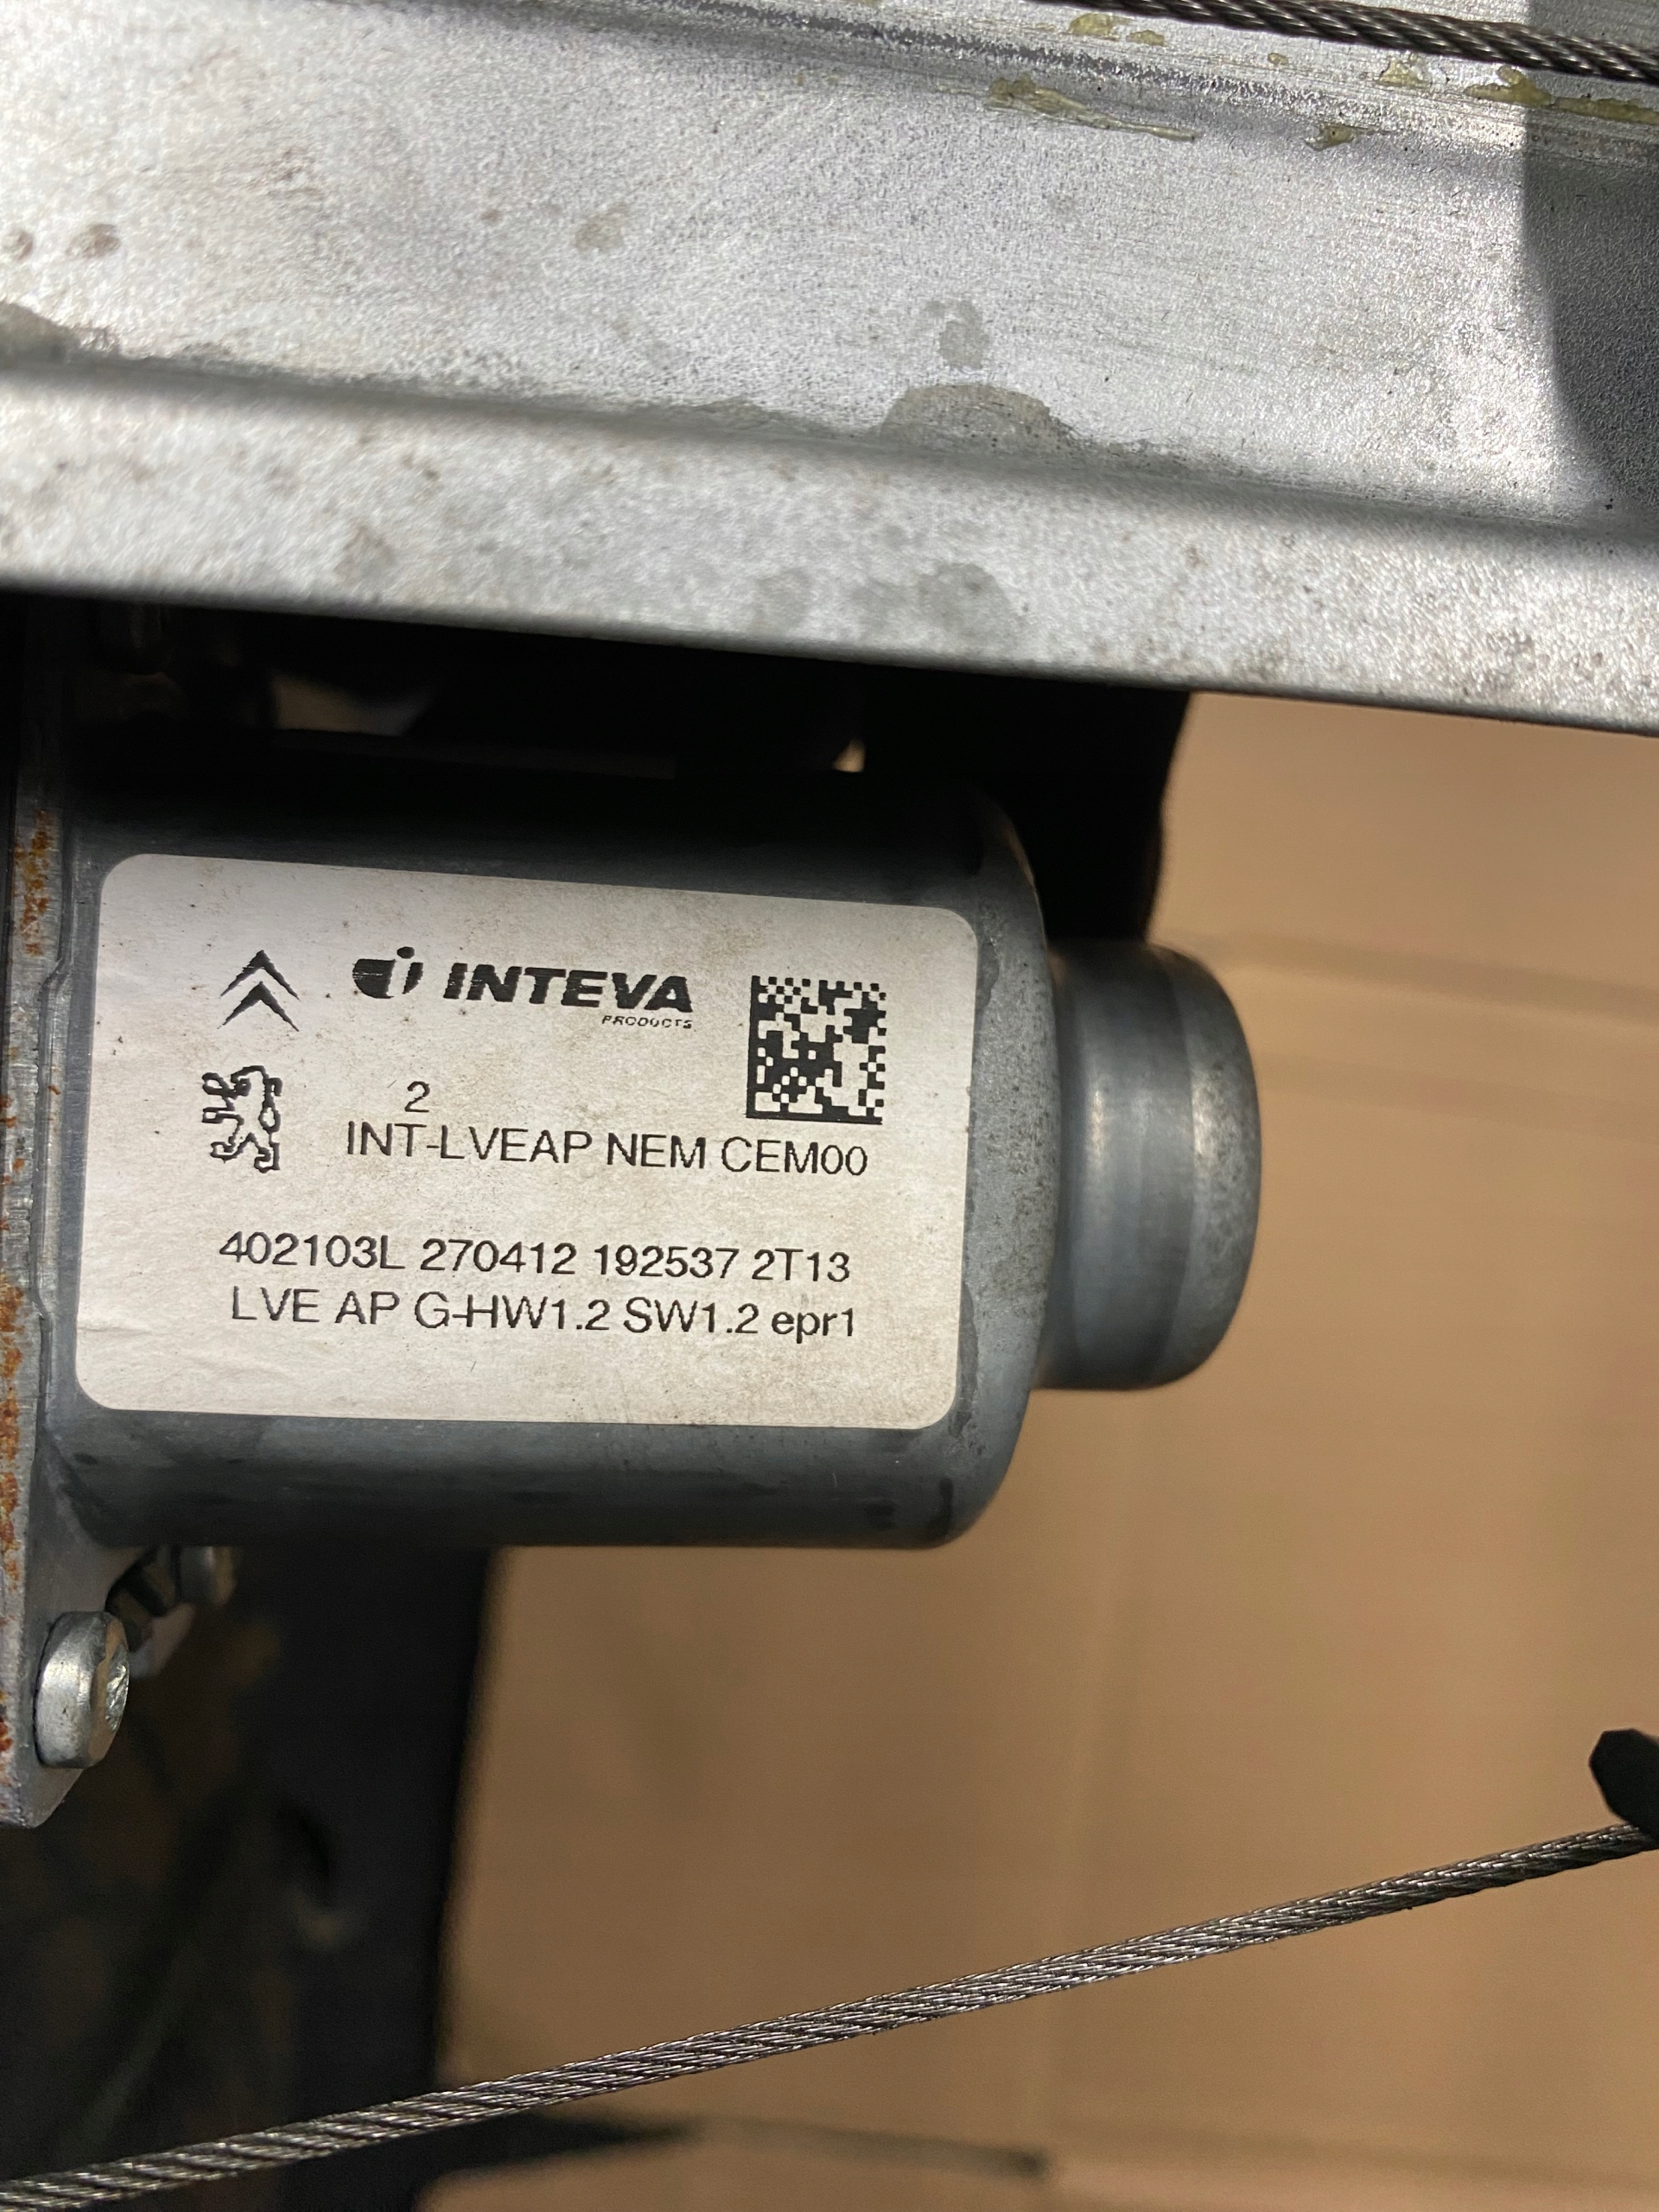 INTEVA
PRODUCTS
2
INT-LVEAP NEM CEM00
402103L 270412 192537 2T13
LVE AP G-HW1.2 SW1.2 epr1